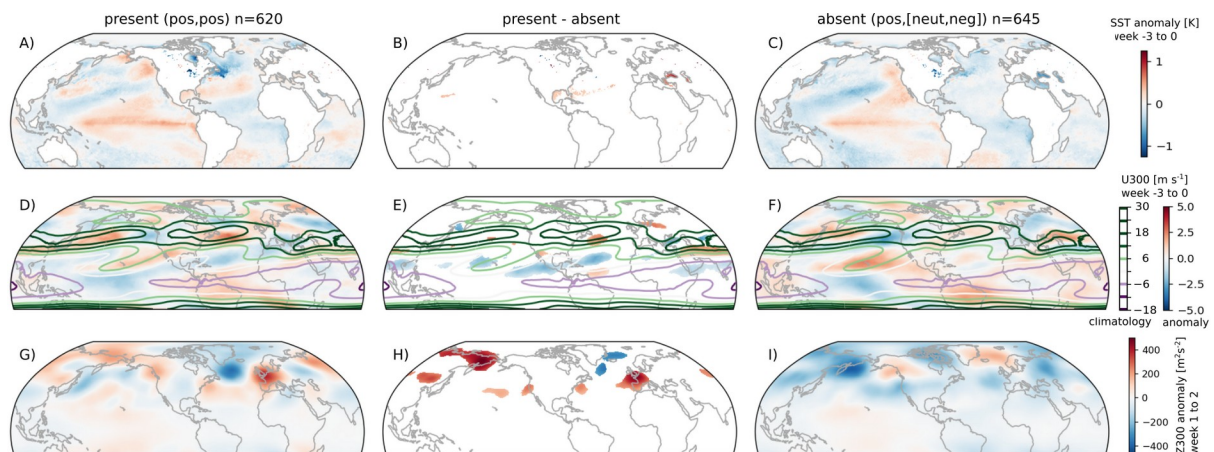 present (pos,pos) n=620
present - absent
absent (pos,[neut,neg]) n=645
SST anomaly [K]
week -3 to 0
A)
B)
C)
1
0
−1
U300 [m s⁻¹]
week -3 to 0
D)
E)
F)
30
18
6
−6
−18
5.0
2.5
0.0
−2.5
−5.0
climatology
anomaly
G)
H)
I)
400
200
0
−200
−400
Z300 anomaly [m²s⁻²]
week 1 to 2